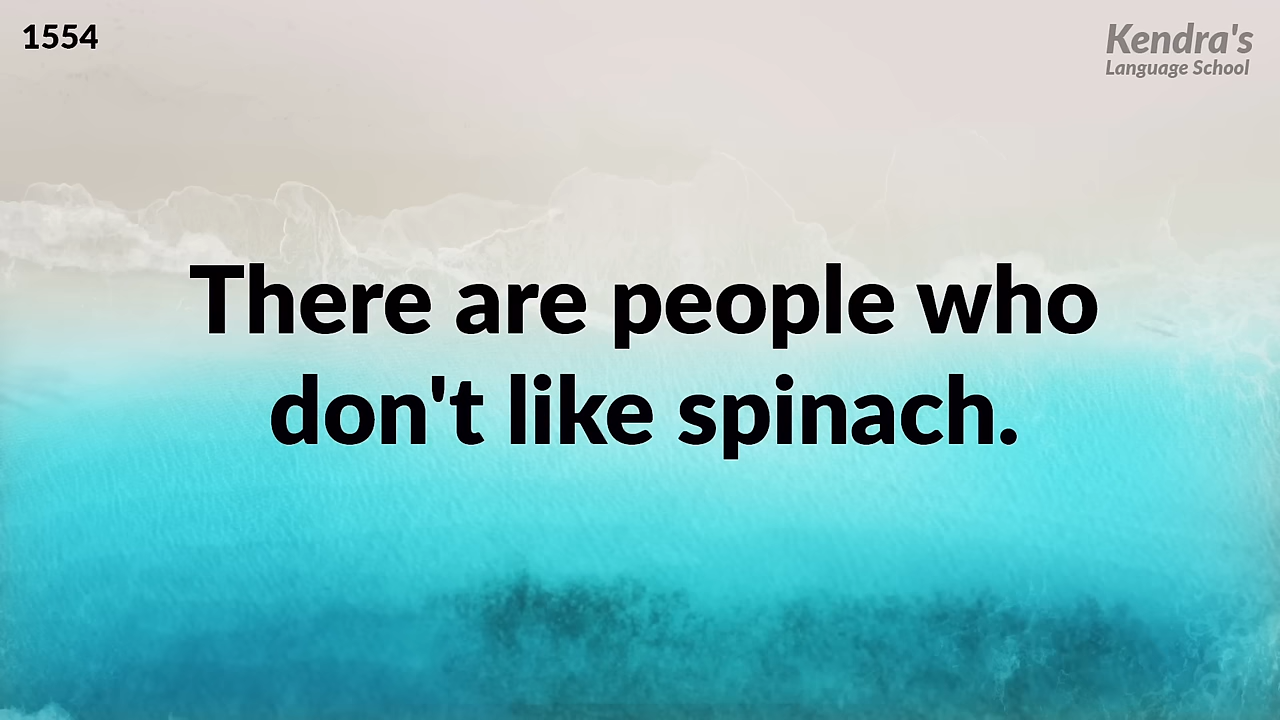 1554
Kendra's
Language School
There are people who
don't like spinach.